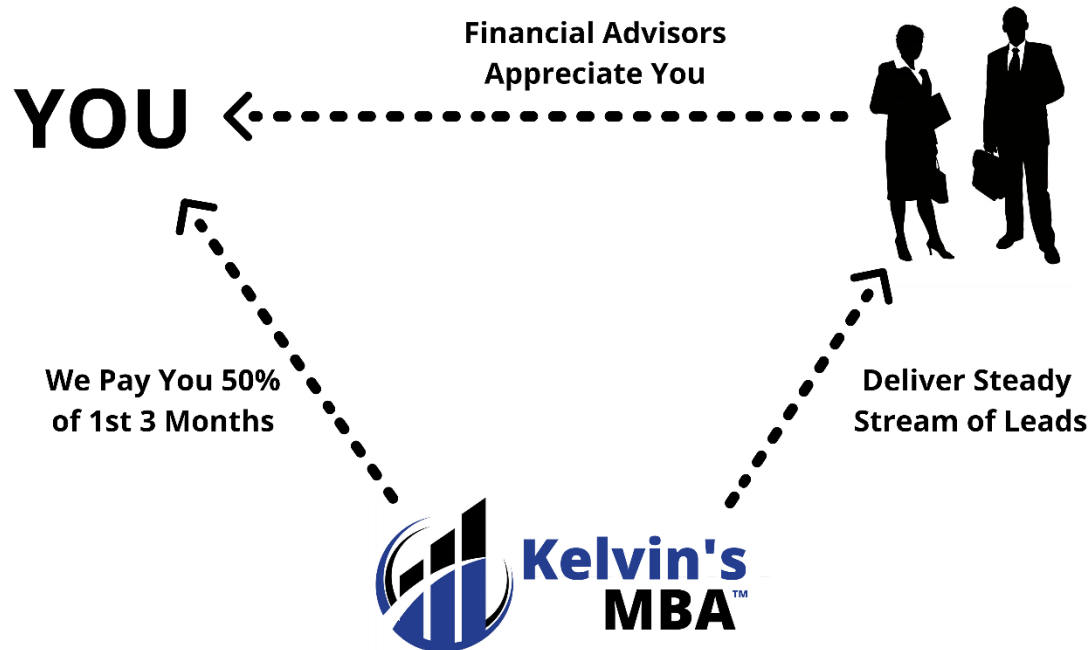 Financial Advisors
Appreciate You
YOU
We Pay You 50%
of 1st 3 Months
Deliver Steady
Stream of Leads
Kelvin's
MBA™